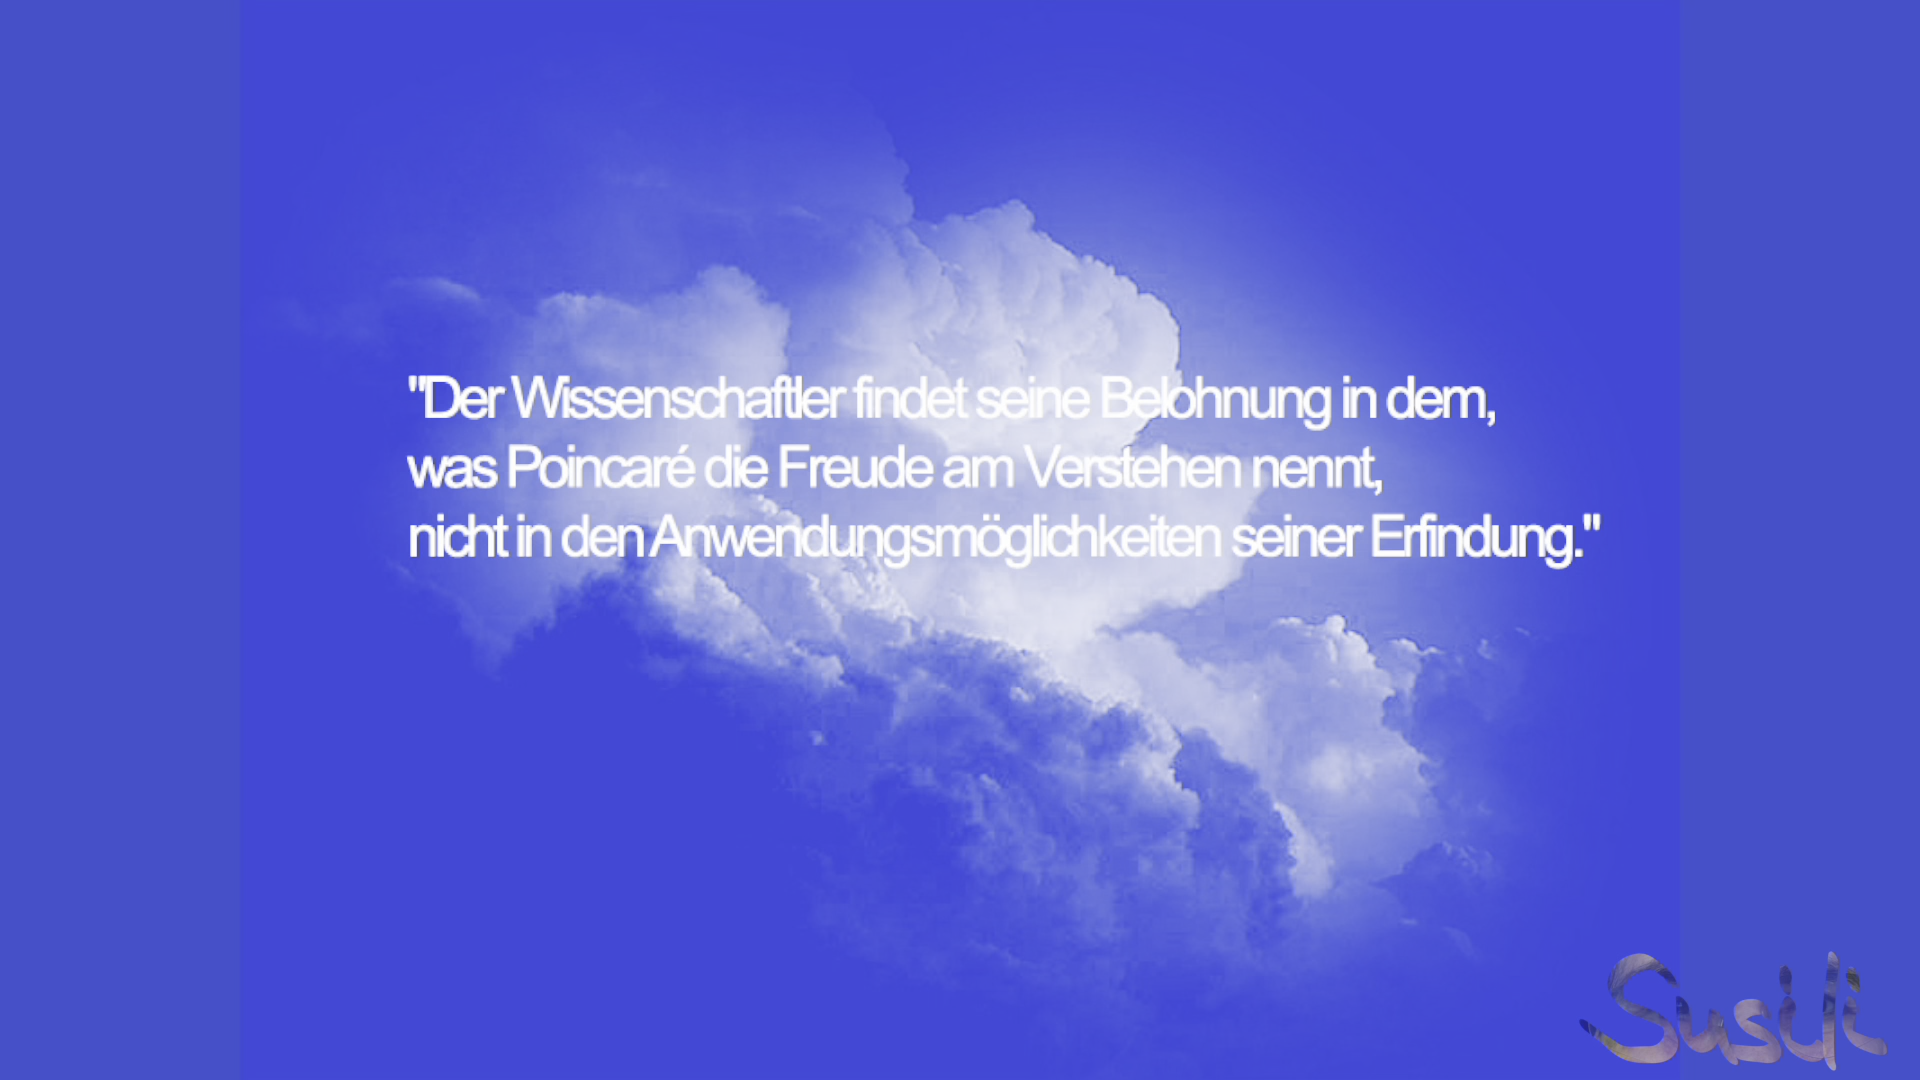 "Der Wissenschaftler findet seine Belohnung in dem,
was Poincaré die Freude am Verstehen nennt,
nicht in den Anwendungsmöglichkeiten seiner Erfindung."
Susili